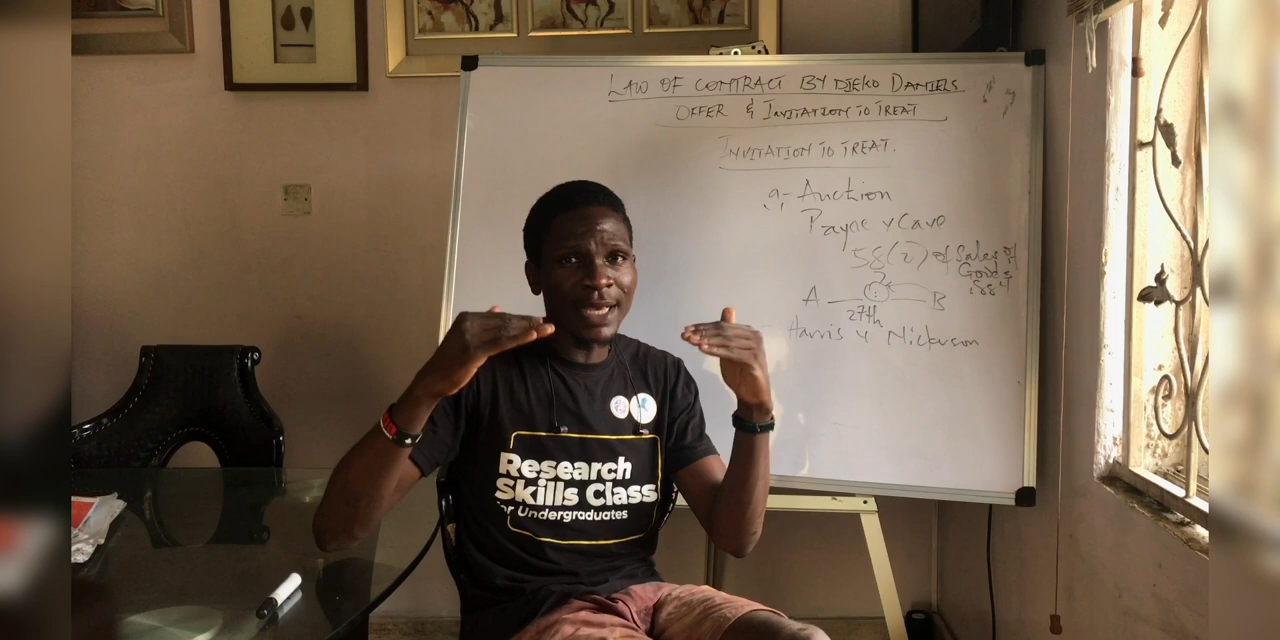 LAW OF CONTRACT BY DJEKO DANIELS
OFFER & INVITATION TO TREAT
INVITATION TO TREAT.
a- Auction
Payne v Cave
58(2) of Sales of
Goods
1884
A
B
27th
Harris v Nickerson
Research
Skills Class
for Undergraduates